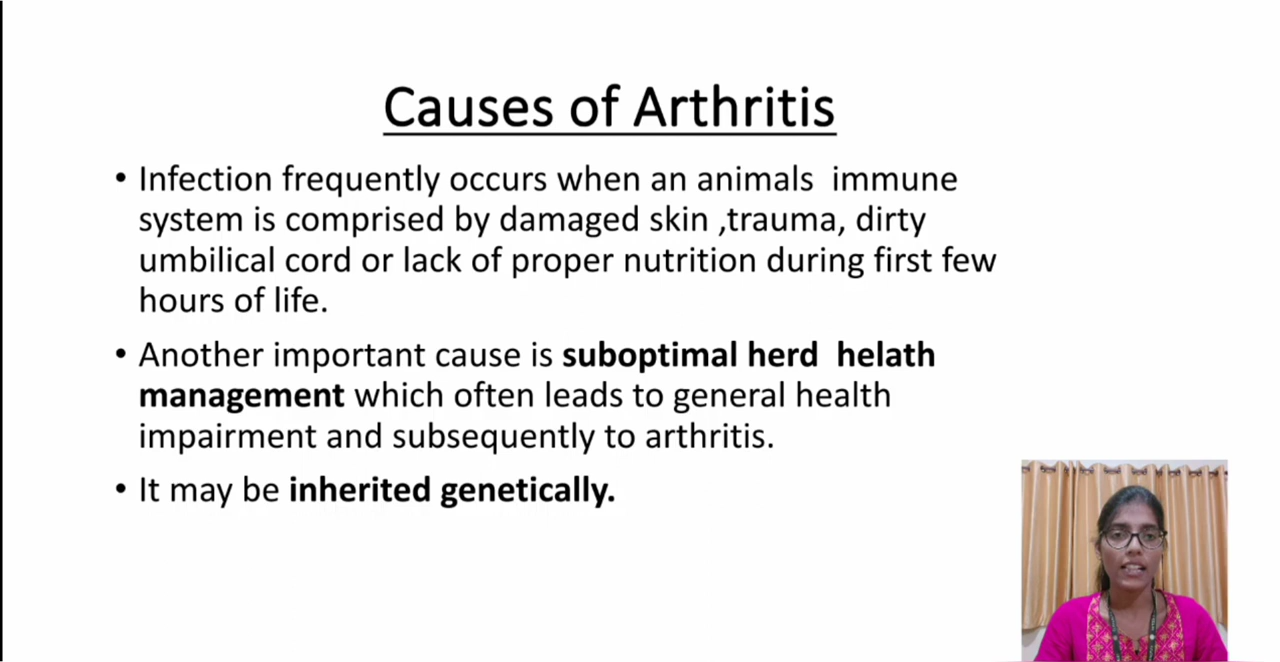 Causes of Arthritis
• Infection frequently occurs when an animals  immune
system is comprised by damaged skin ,trauma, dirty
umbilical cord or lack of proper nutrition during first few
hours of life.
• Another important cause is suboptimal herd  helath
management which often leads to general health
impairment and subsequently to arthritis.
• It may be inherited genetically.